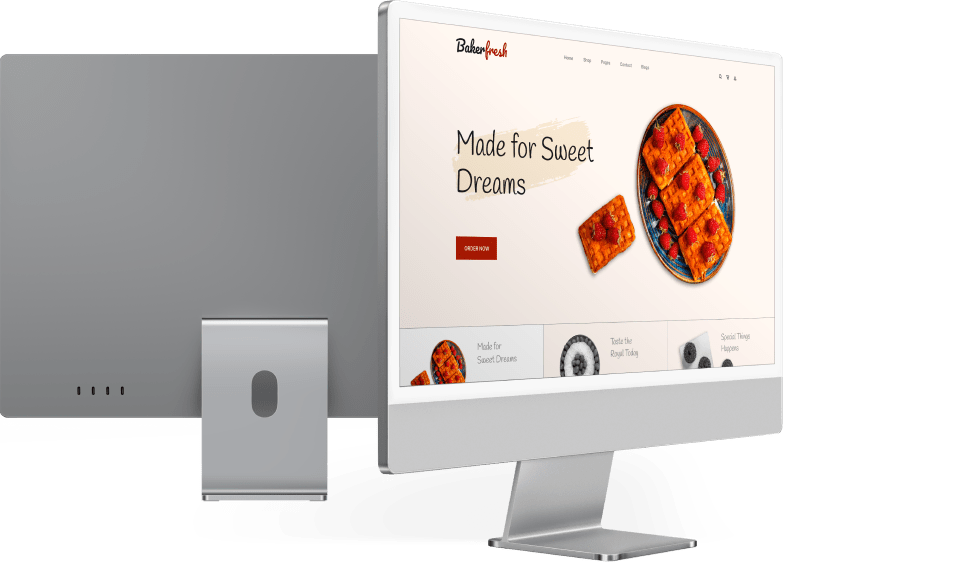 Bakerfresh
Home Shop Pages Contact Blogs
Made for Sweet
Dreams
ORDER NOW
Made for
Sweet Dreams
Taste the
Royal Today
Special Things
Happens